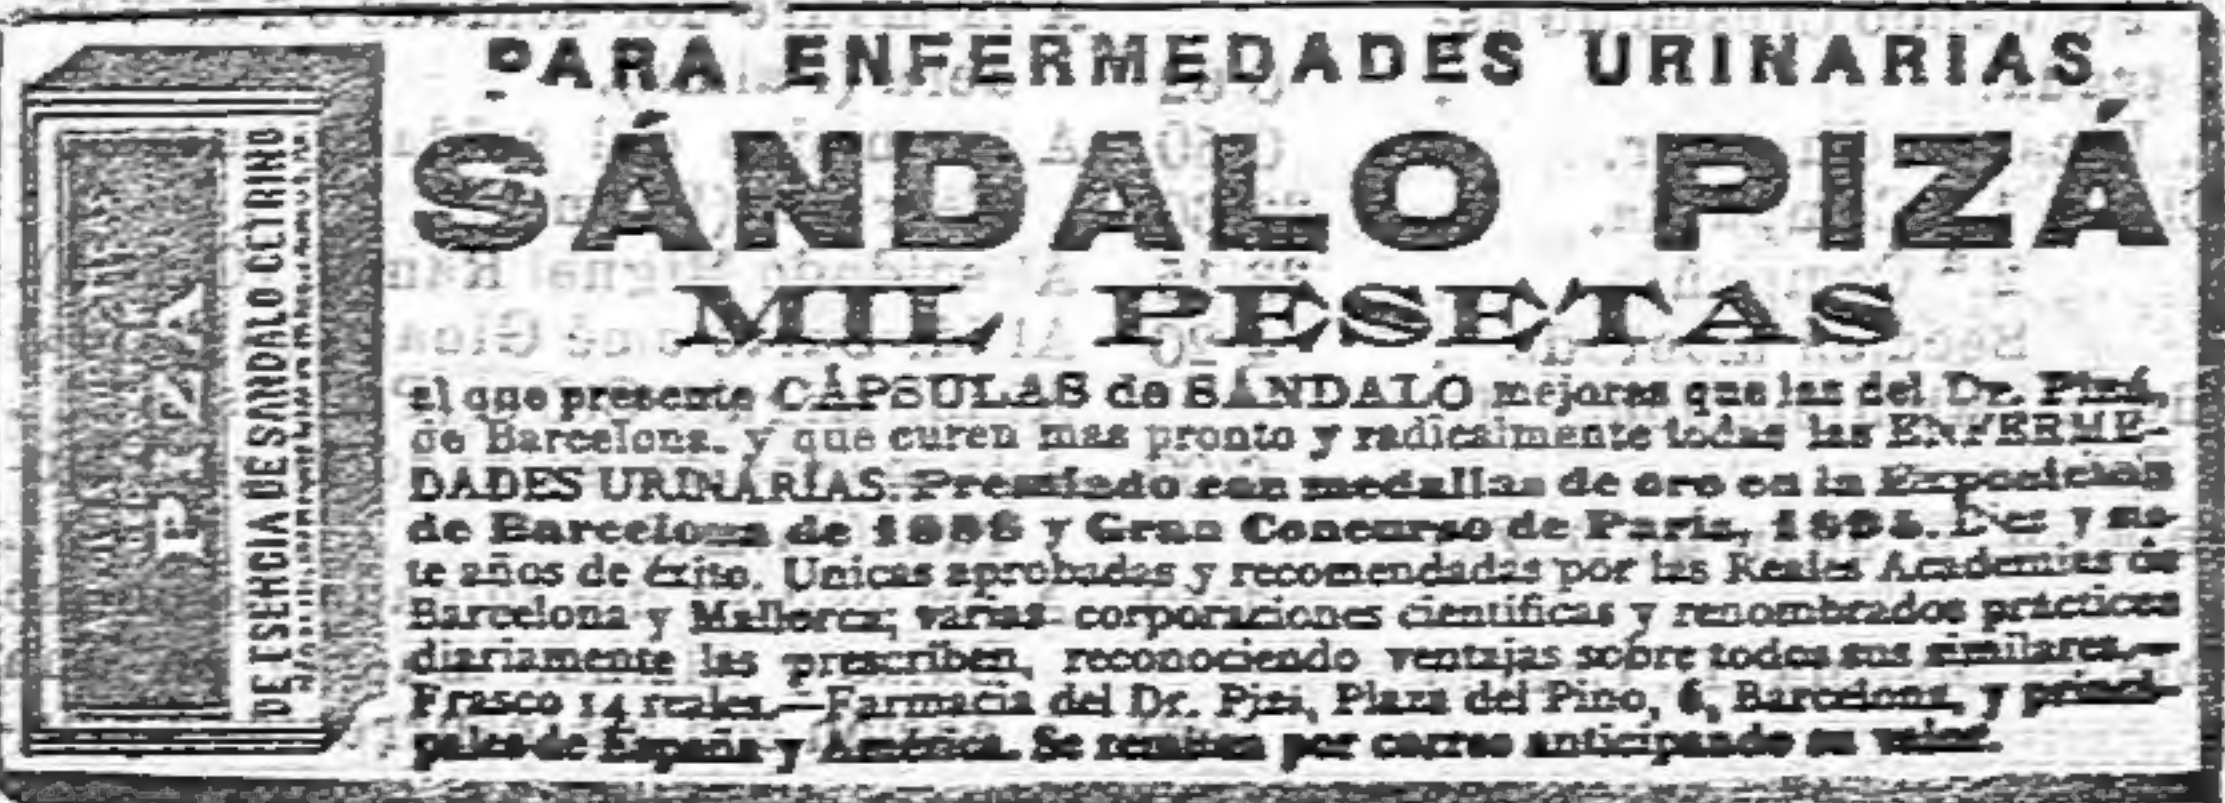 PARA ENFERMEDADES URINARIAS
SÁNDALO PIZÁ
MIL PESETAS
al que presente CÁPSULAS de SÁNDALO mejores que las del Dr. Pizá,
de Barcelona, y que curen mas pronto y radicalmente todas las ENFERME-
DADES URINARIAS. Premiado con medallas de oro en la Exposición
de Barcelona de 1888 y Gran Concurso de París, 1895. Diez y sie-
te años de éxito. Unicas aprobadas y recomendadas por las Reales Academias de
Barcelona y Mallorca; varias corporaciones científicas y renombrados prácticos
diariamente las prescriben, reconociendo ventajas sobre todos sus similares.—
Frasco 14 reales.—Farmacia del Dr. Pizá, Plaza del Pino, 6, Barcelona, y princi-
pales de España y América. Se remiten por correo anticipando su valor.
PIZA
DE ESENCIA DE SANDALO CITRINO